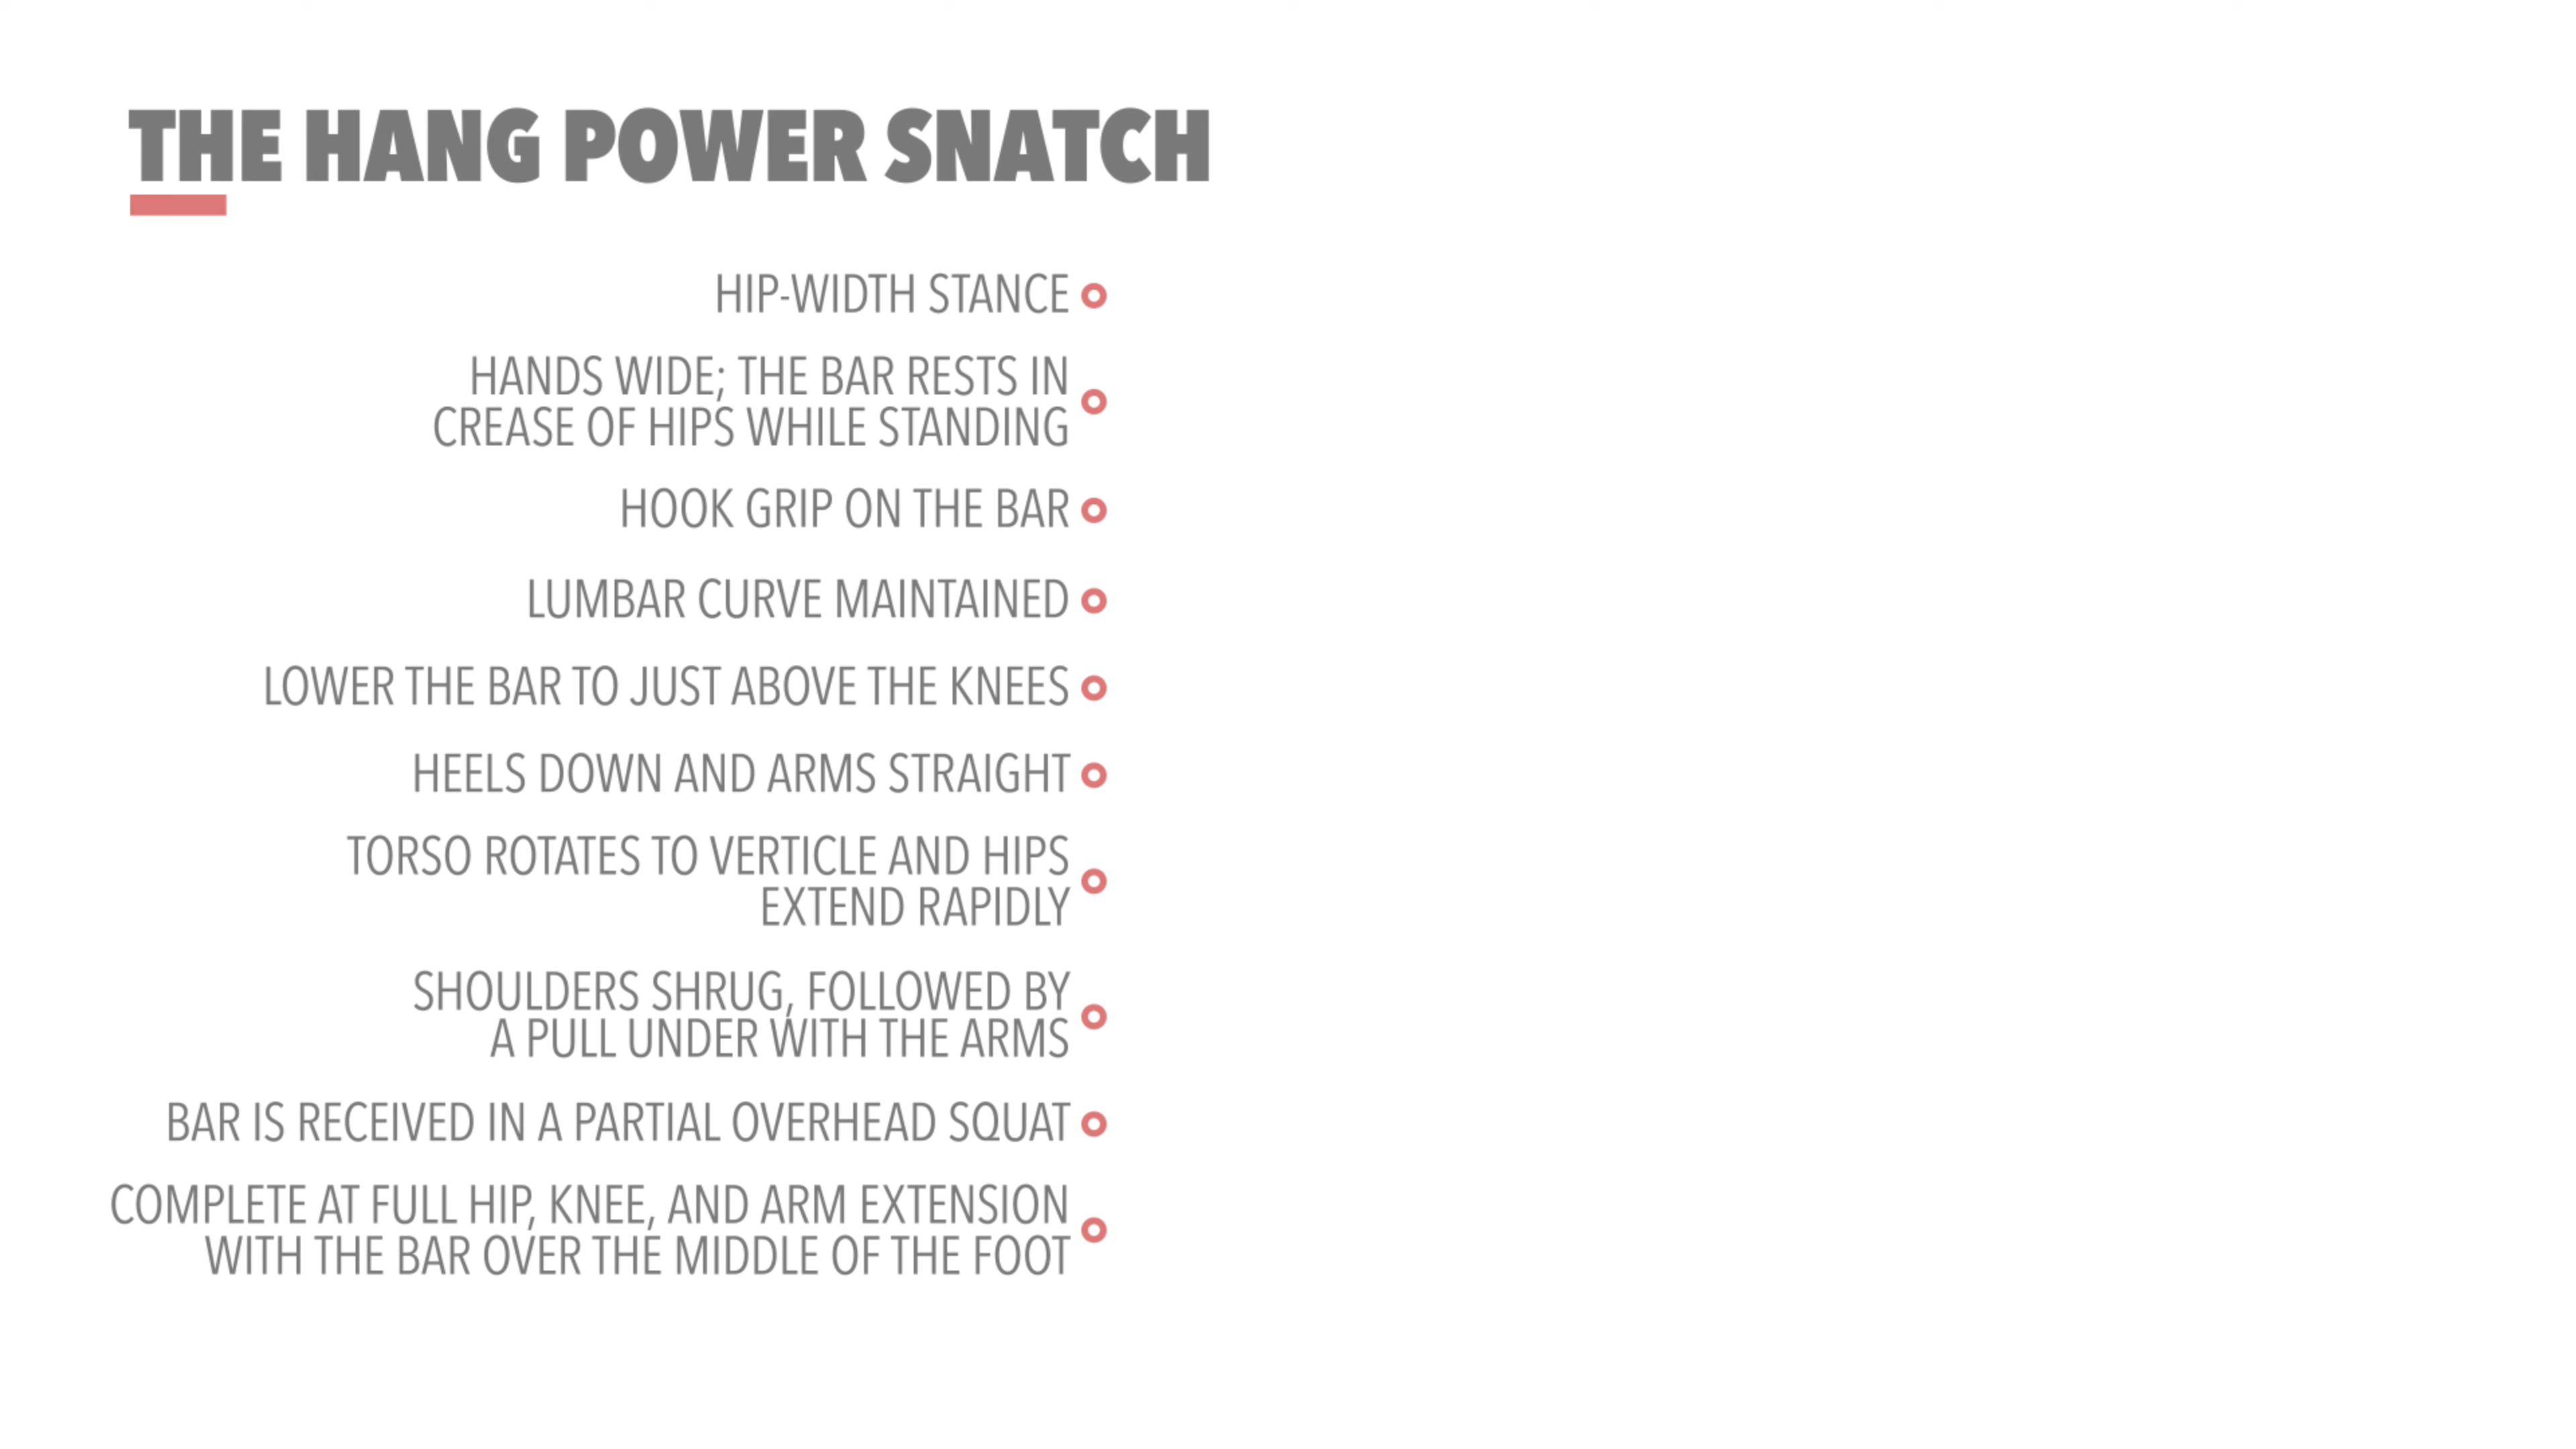 THE HANG POWER SNATCH
HIP-WIDTH STANCE
HANDS WIDE; THE BAR RESTS IN
CREASE OF HIPS WHILE STANDING
HOOK GRIP ON THE BAR
LUMBAR CURVE MAINTAINED
LOWER THE BAR TO JUST ABOVE THE KNEES
HEELS DOWN AND ARMS STRAIGHT
TORSO ROTATES TO VERTICLE AND HIPS
EXTEND RAPIDLY
SHOULDERS SHRUG, FOLLOWED BY
A PULL UNDER WITH THE ARMS
BAR IS RECEIVED IN A PARTIAL OVERHEAD SQUAT
COMPLETE AT FULL HIP, KNEE, AND ARM EXTENSION
WITH THE BAR OVER THE MIDDLE OF THE FOOT